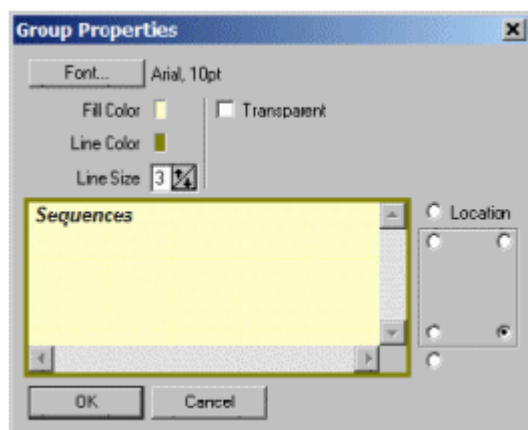 Group Properties
Font... Arial, 10pt
Fill Color Transparent
Line Color
Line Size 3
Sequences
Location
OK Cancel